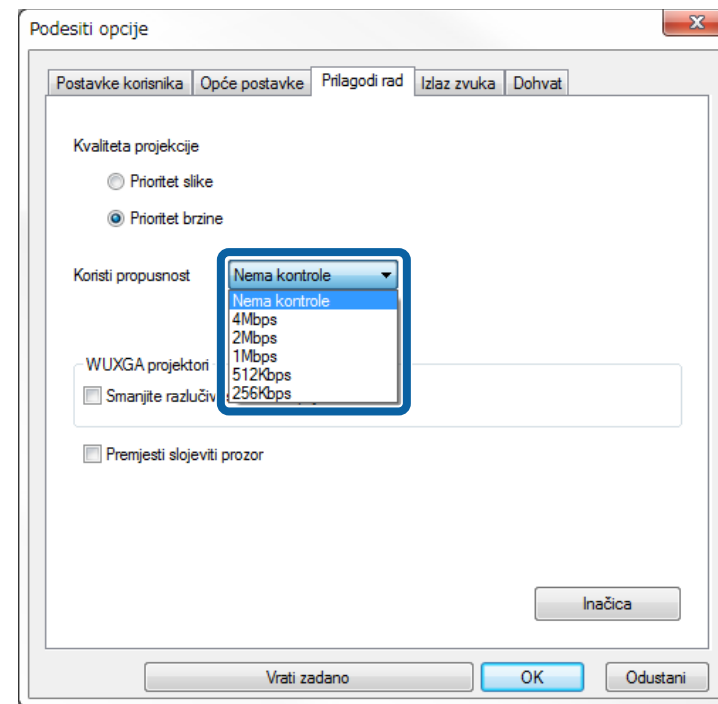 Podesiti opcije
Postavke korisnika Opće postavke Prilagodi rad Izlaz zvuka Dohvat
Kvaliteta projekcije
Prioritet slike
Prioritet brzine
Koristi propusnost Nema kontrole
Nema kontrole
4Mbps
2Mbps
1Mbps
512Kbps
256Kbps
WUXGA projektori
Smanjite
Premjesti slojeviti prozor
Inačica
Vrati zadano OK Odustani